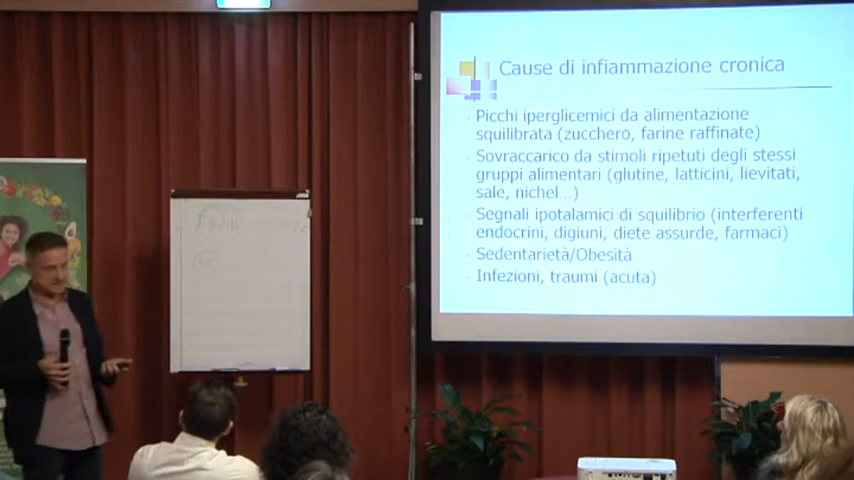 Cause di infiammazione cronica
Picchi iperglicemici da alimentazione
squilibrata (zucchero, farine raffinate)
Sovraccarico da stimoli ripetuti degli stessi
gruppi alimentari (glutine, latticini, lievitati,
sale, nichel...)
Segnali ipotalamici di squilibrio (interferenti
endocrini, digiuni, diete assurde, farmaci)
Sedentarietà/Obesità
Infezioni, traumi (acuta)